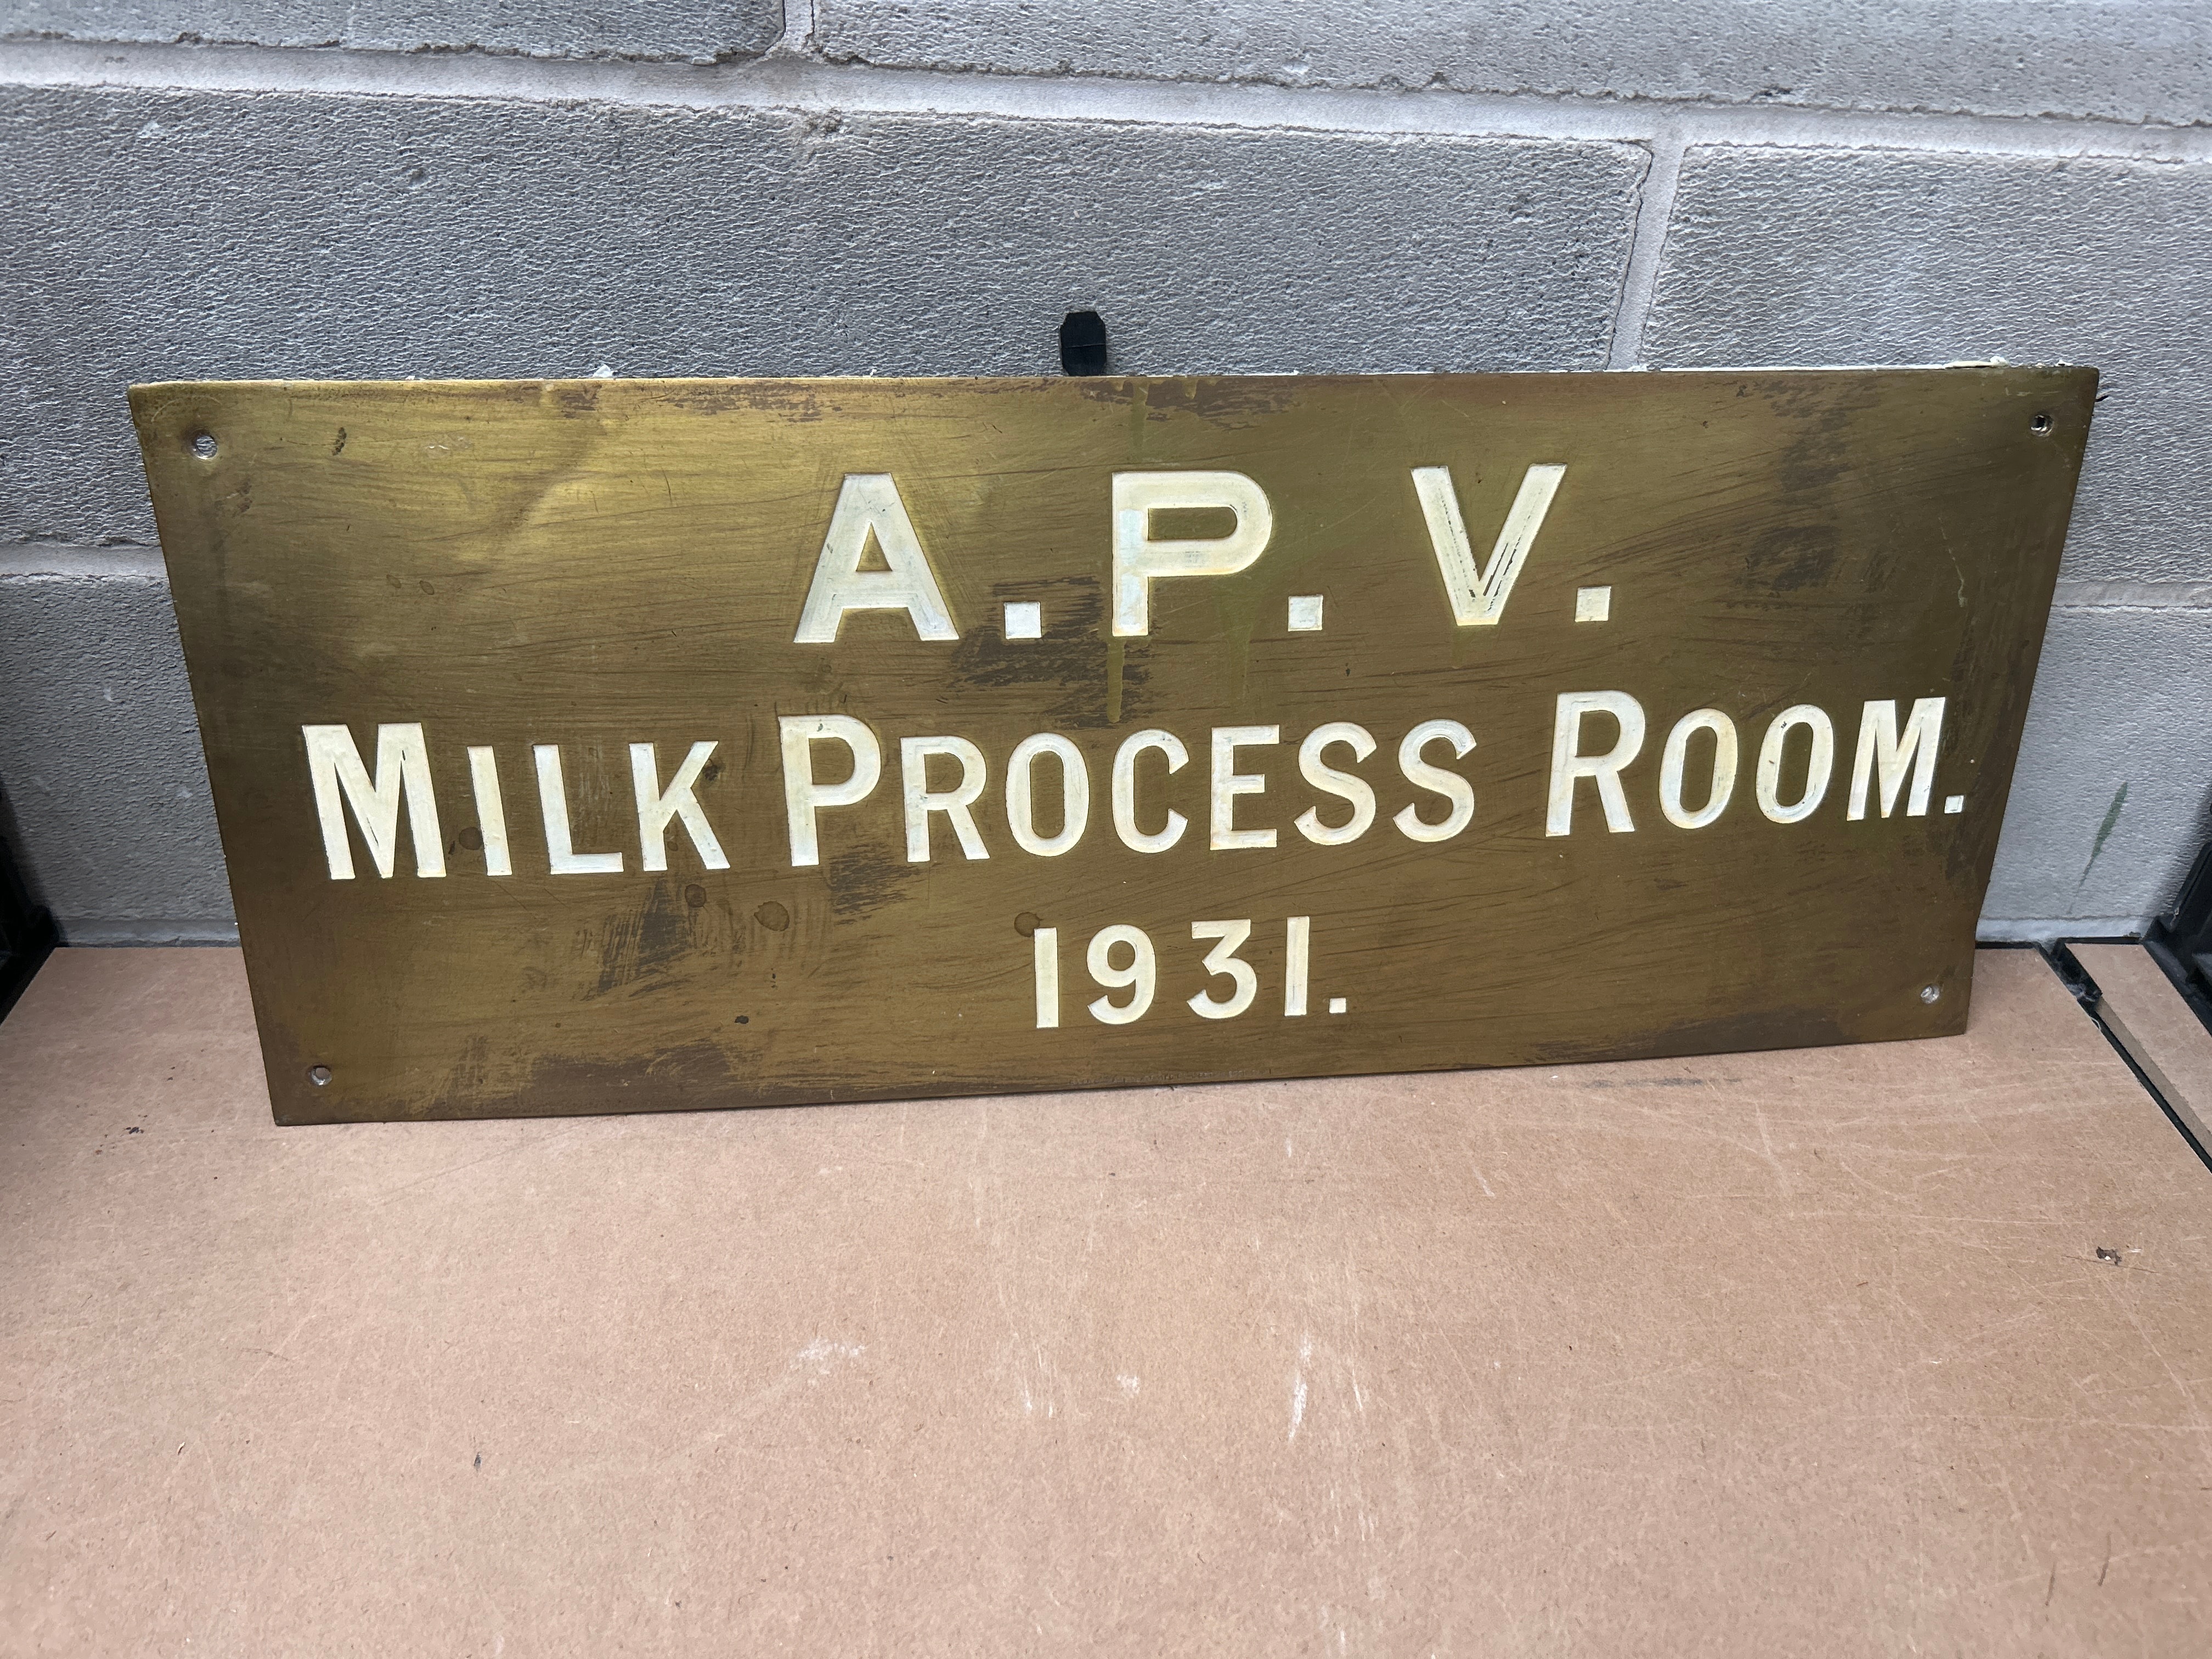 A.P.V.
MILK PROCESS ROOM.
1931.